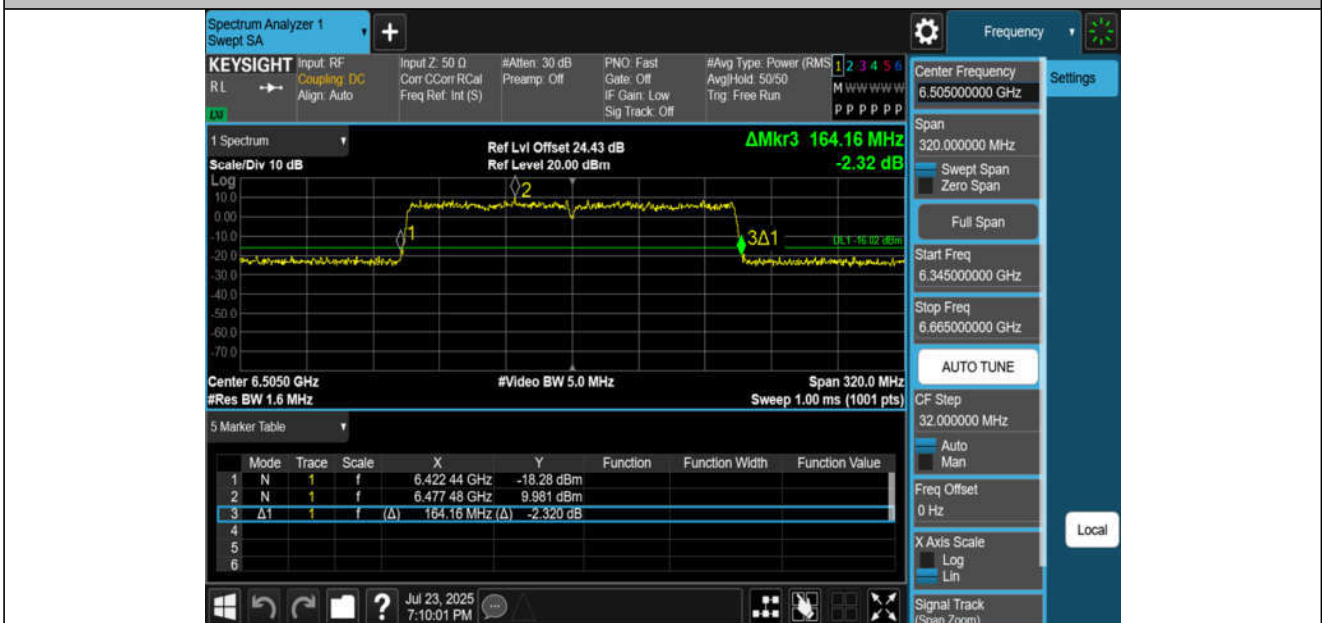 Spectrum Analyzer 1
Swept SA
+
Frequency
KEYSIGHT Input: RF Input Z: 50 Ω #Atten: 30 dB PNO: Fast #Avg Type: Power (RMS 1 2 3 4 5 6
RL Coupling: DC Corr CCorr RCal Preamp: Off Gate: Off Avg|Hold: 50/50 M W W W W W
Align: Auto Freq Ref: Int (S) IF Gain: Low Trig: Free Run
Sig Track: Off P P P P P P
LXI
1 Spectrum
Ref Lvl Offset 24.43 dB ΔMkr3 164.16 MHz
Scale/Div 10 dB Ref Level 20.00 dBm -2.32 dB
Log
10.0
0.00
-10.0
-20.0
-30.0
-40.0
-50.0
-60.0
-70.0
1
2
3Δ1
DL1 -16.02 dBm
Center 6.5050 GHz #Video BW 5.0 MHz Span 320.0 MHz
#Res BW 1.6 MHz Sweep 1.00 ms (1001 pts)
5 Marker Table
Mode Trace Scale X Y Function Function Width Function Value
1 N 1 f 6.422 44 GHz -18.28 dBm
2 N 1 f 6.477 48 GHz 9.981 dBm
3 Δ1 1 f (Δ) 164.16 MHz (Δ) -2.320 dB
4
5
6
?
Jul 23, 2025
7:10:01 PM
Center Frequency
6.505000000 GHz
Settings
Span
320.000000 MHz
Swept Span
Zero Span
Full Span
Start Freq
6.345000000 GHz
Stop Freq
6.665000000 GHz
AUTO TUNE
CF Step
32.000000 MHz
Auto
Man
Freq Offset
0 Hz
Local
X Axis Scale
Log
Lin
Signal Track
(Span Zoom)